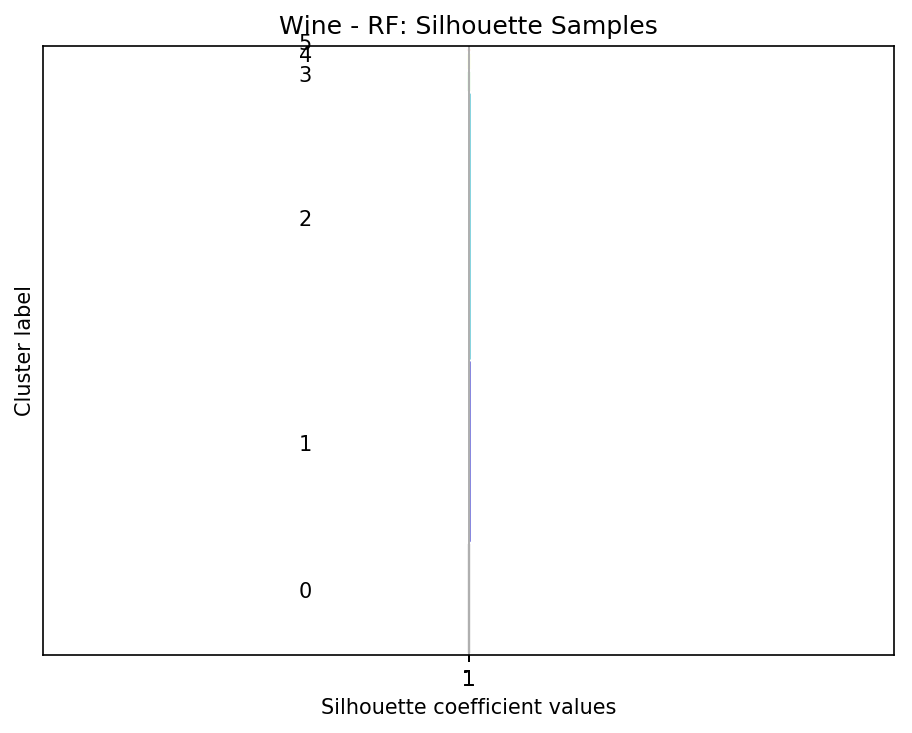 Wine - RF: Silhouette Samples
5
4
3
2
1
0
Cluster label
1
Silhouette coefficient values